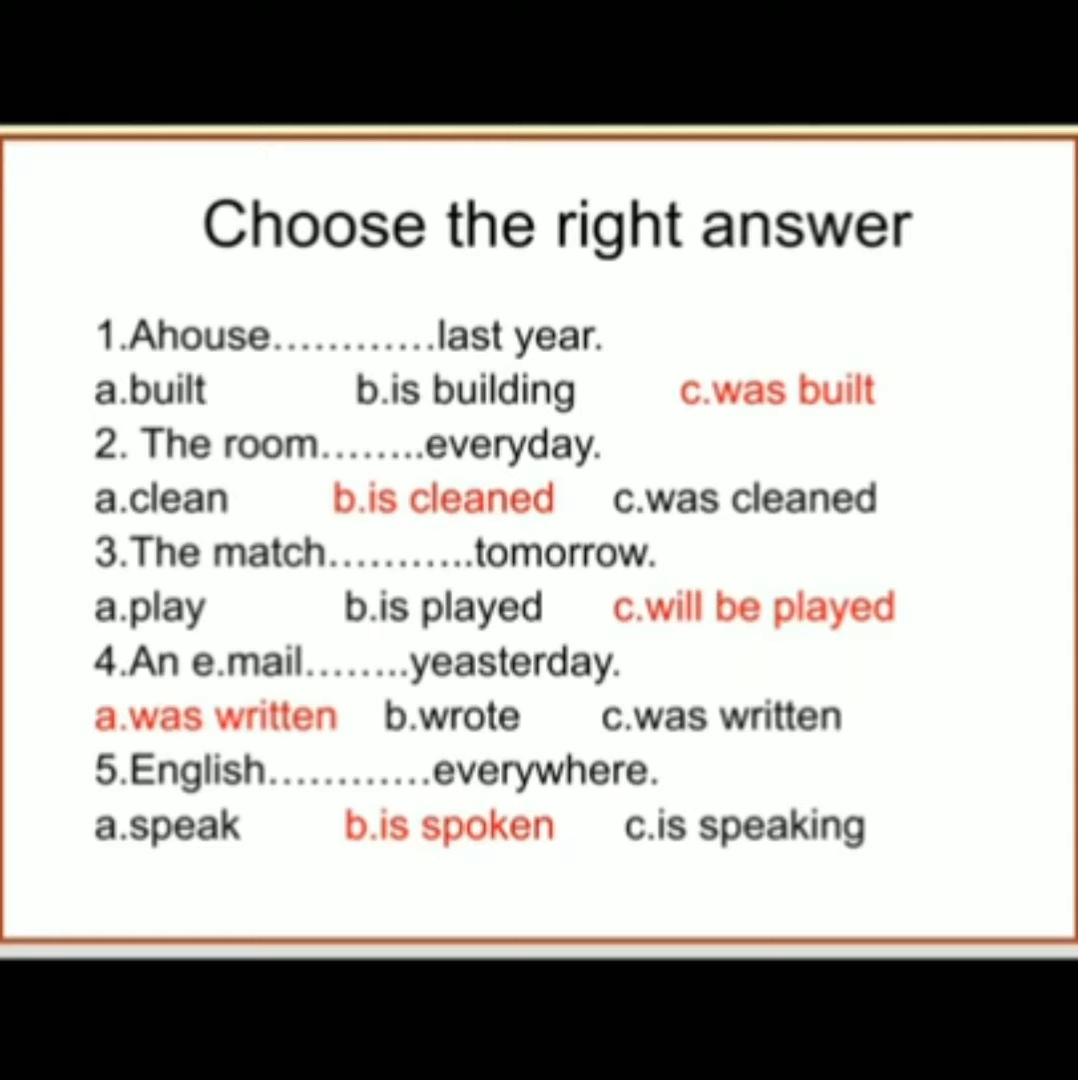 Choose the right answer
1.Ahouse............last year.
a.built b.is building c.was built
2. The room........everyday.
a.clean b.is cleaned c.was cleaned
3.The match...........tomorrow.
a.play b.is played c.will be played
4.An e.mail........yeasterday.
a.was written b.wrote c.was written
5.English............everywhere.
a.speak b.is spoken c.is speaking